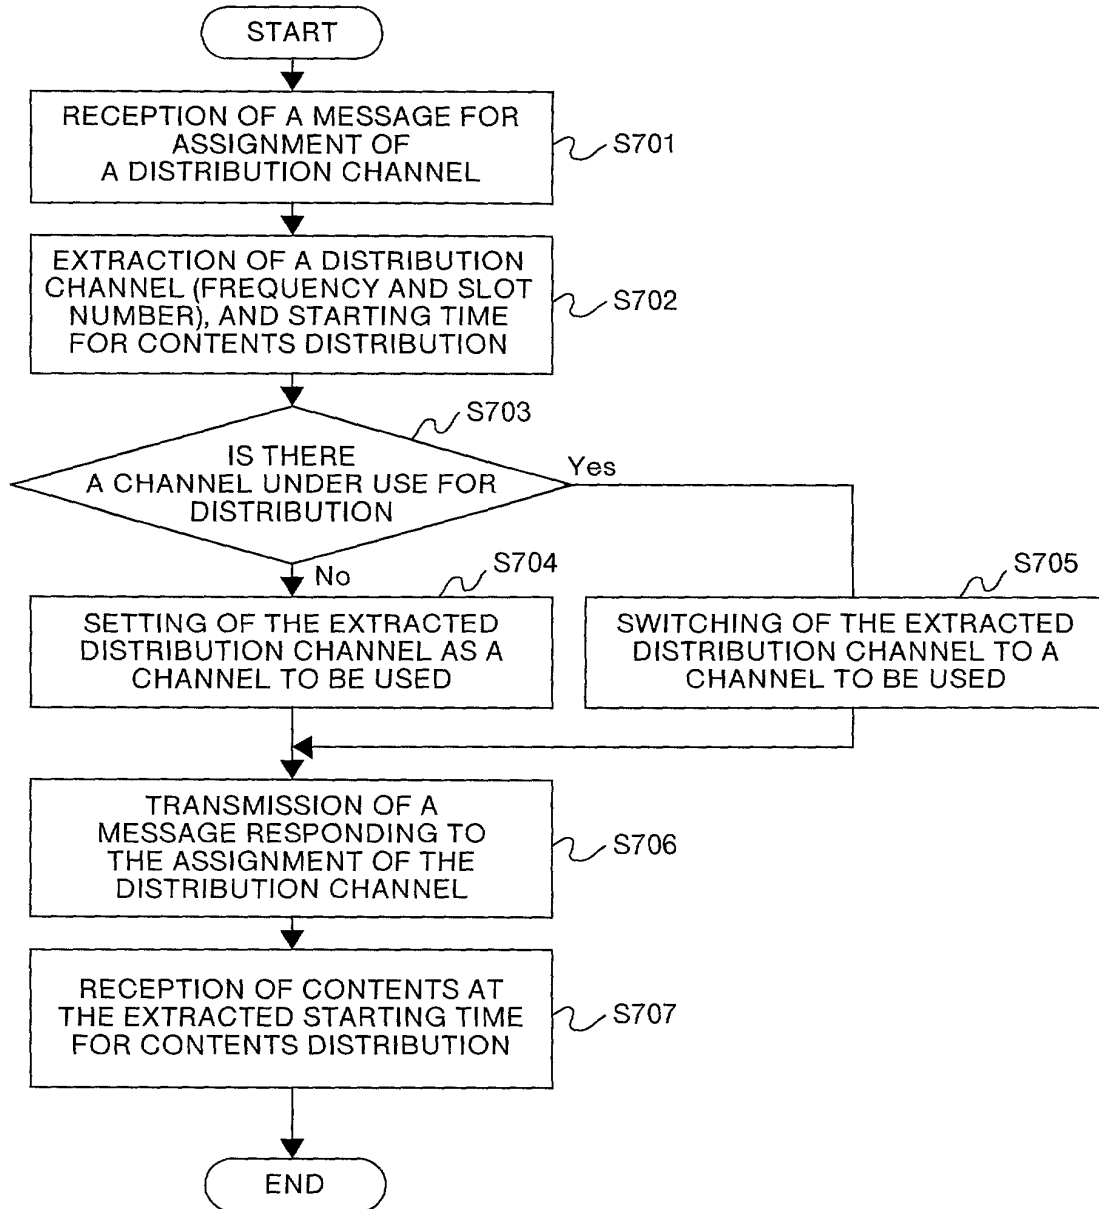 START
RECEPTION OF A MESSAGE FOR
ASSIGNMENT OF
A DISTRIBUTION CHANNEL
S701
EXTRACTION OF A DISTRIBUTION
CHANNEL (FREQUENCY AND SLOT
NUMBER), AND STARTING TIME
FOR CONTENTS DISTRIBUTION
S702
S703
IS THERE
A CHANNEL UNDER USE FOR
DISTRIBUTION
Yes
No
S704
SETTING OF THE EXTRACTED
DISTRIBUTION CHANNEL AS A
CHANNEL TO BE USED
S705
SWITCHING OF THE EXTRACTED
DISTRIBUTION CHANNEL TO A
CHANNEL TO BE USED
TRANSMISSION OF A
MESSAGE RESPONDING TO
THE ASSIGNMENT OF THE
DISTRIBUTION CHANNEL
S706
RECEPTION OF CONTENTS AT
THE EXTRACTED STARTING TIME
FOR CONTENTS DISTRIBUTION
S707
END